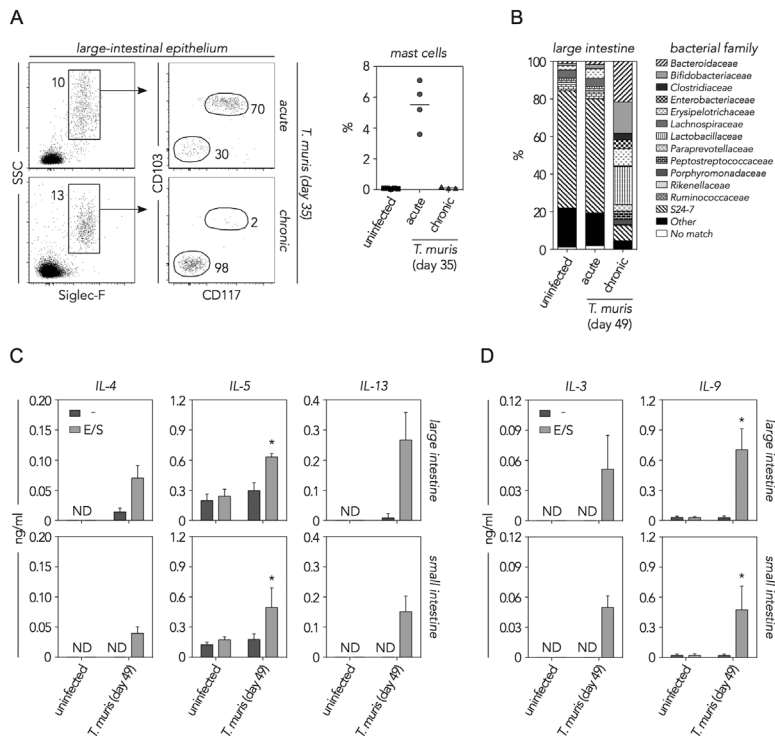 A
large-intestinal epithelium
10
70
30
acute
SSC
CD103
13
2
98
chronic
T. muris (day 35)
Siglec-F
CD117
mast cells
8
6
4
2
0
%
uninfected
acute
chronic
T. muris
(day 35)
B
large intestine
bacterial family
100
80
60
40
20
0
%
uninfected
acute
chronic
T. muris
(day 49)
Bacteroidaceae
Bifidobacteriaceae
Clostridiaceae
Enterobacteriaceae
Erysipelotrichaceae
Lachnospiraceae
Lactobacillaceae
Paraprevotellaceae
Peptostreptococcaceae
Porphyromonadaceae
Rikenellaceae
Ruminococcaceae
S24-7
Other
No match
C
IL-4
IL-5
IL-13
0.20
0.15
0.10
0.05
0
-
E/S
ND
1.2
0.9
0.6
0.3
0
*
0.4
0.3
0.2
0.1
0
ND
large intestine
ng/ml
0.20
0.15
0.10
0.05
0
ND ND
1.2
0.9
0.6
0.3
0
*
0.4
0.3
0.2
0.1
0
ND ND
small intestine
uninfected
T. muris (day 49)
uninfected
T. muris (day 49)
uninfected
T. muris (day 49)
D
IL-3
IL-9
0.12
0.09
0.06
0.03
0
-
E/S
ND ND
1.2
0.9
0.6
0.3
0
*
large intestine
ng/ml
0.12
0.09
0.06
0.03
0
ND ND
1.2
0.9
0.6
0.3
0
*
small intestine
uninfected
T. muris (day 49)
uninfected
T. muris (day 49)